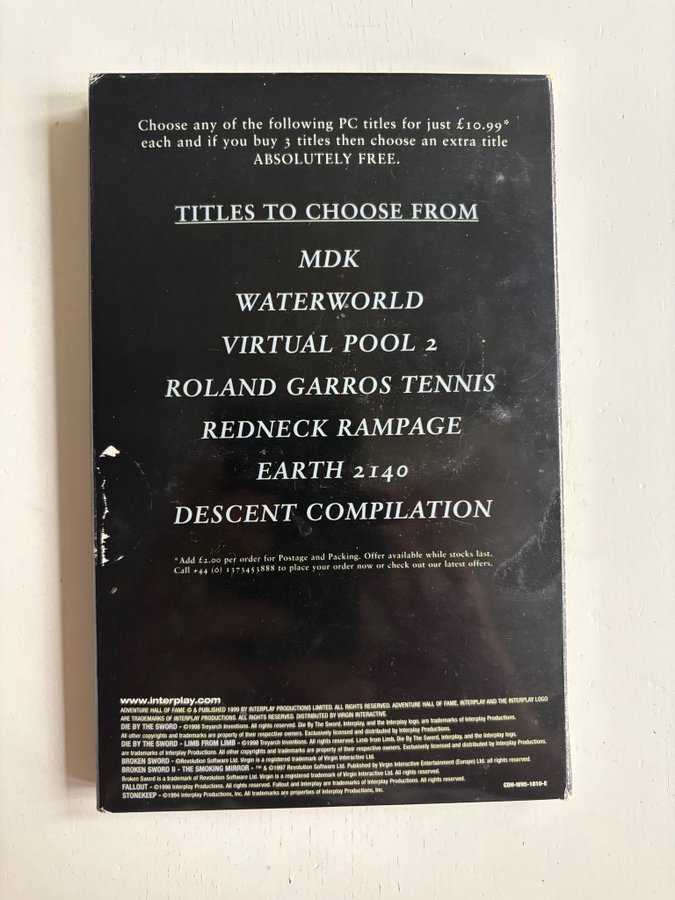 Choose any of the following PC titles for just £10.99*
each and if you buy 3 titles then choose an extra title
ABSOLUTELY FREE.
TITLES TO CHOOSE FROM
MDK
WATERWORLD
VIRTUAL POOL 2
ROLAND GARROS TENNIS
REDNECK RAMPAGE
EARTH 2140
DESCENT COMPILATION
*Add £2.00 per order for Postage and Packing. Offer available while stocks last.
Call +44 (0) 1373453888 to place your order now or check out our latest offers.
www.interplay.com
ADVENTURE HALL OF FAME © & PUBLISHED 1999 BY INTERPLAY PRODUCTIONS LIMITED. ALL RIGHTS RESERVED. ADVENTURE HALL OF FAME, INTERPLAY AND THE INTERPLAY LOGO
ARE TRADEMARKS OF INTERPLAY PRODUCTIONS. ALL RIGHTS RESERVED. DISTRIBUTED BY VIRGIN INTERACTIVE.
DIE BY THE SWORD - ©1998 Treyarch Inventions. All rights reserved. Die By The Sword, Interplay, and the Interplay logo, are trademarks of Interplay Productions.
All other copyrights and trademarks are property of their respective owners. Exclusively licensed and distributed by Interplay Productions.
DIE BY THE SWORD - LIMB FROM LIMB - ©1998 Treyarch Inventions. All rights reserved. Limb from Limb, Die By The Sword, Interplay, and the Interplay logo,
are trademarks of Interplay Productions. All other copyrights and trademarks are property of their respective owners. Exclusively licensed and distributed by Interplay Productions.
BROKEN SWORD - ©Revolution Software Ltd. Virgin is a registered trademark of Virgin Interactive Ltd.
BROKEN SWORD II - THE SMOKING MIRROR - ™ & ©1997 Revolution Software Ltd. Published by Virgin Interactive Entertainment (Europe) Ltd, all rights reserved.
Broken Sword is a trademark of Revolution Software Ltd. Virgin is a registered trademark of Virgin Interactive Ltd. All rights reserved.
FALLOUT - ©1998 Interplay Productions. All rights reserved. Fallout and Interplay are trademarks of Interplay Productions. All rights reserved.
STONEKEEP - ©1994 Interplay Productions, Inc. All trademarks are properties of Interplay Productions, Inc.
CDH-W95-1810-E